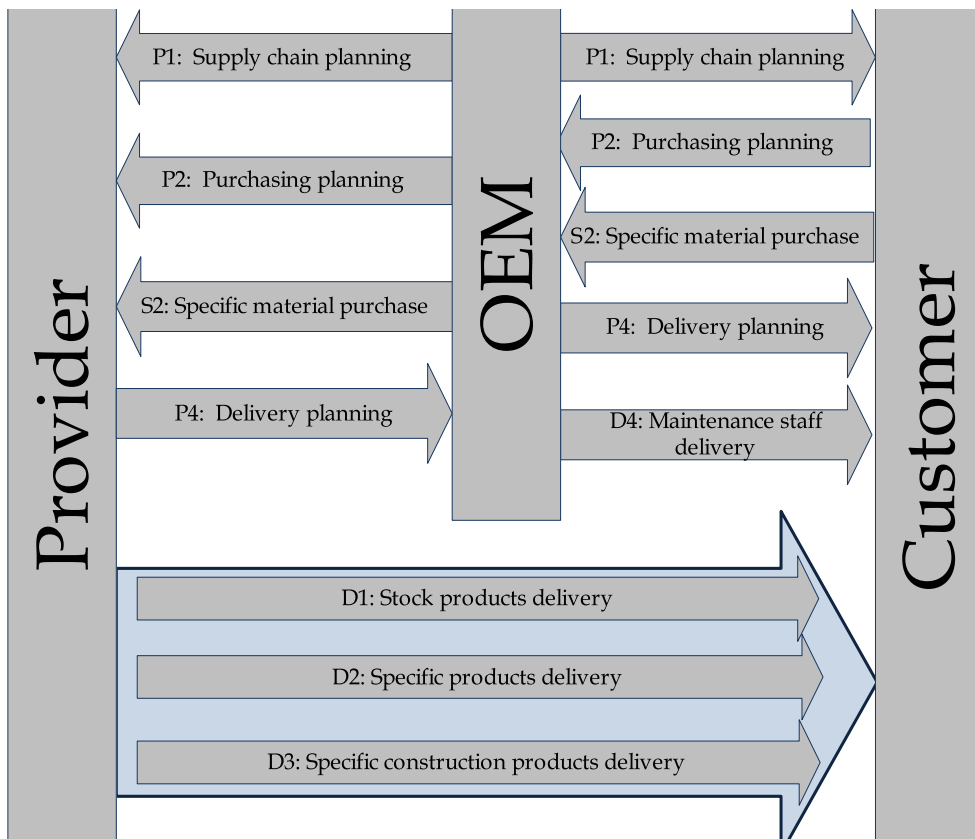 Provider
OEM
Customer
P1: Supply chain planning
P1: Supply chain planning
P2: Purchasing planning
P2: Purchasing planning
S2: Specific material purchase
S2: Specific material purchase
P4: Delivery planning
P4: Delivery planning
D4: Maintenance staff
delivery
D1: Stock products delivery
D2: Specific products delivery
D3: Specific construction products delivery